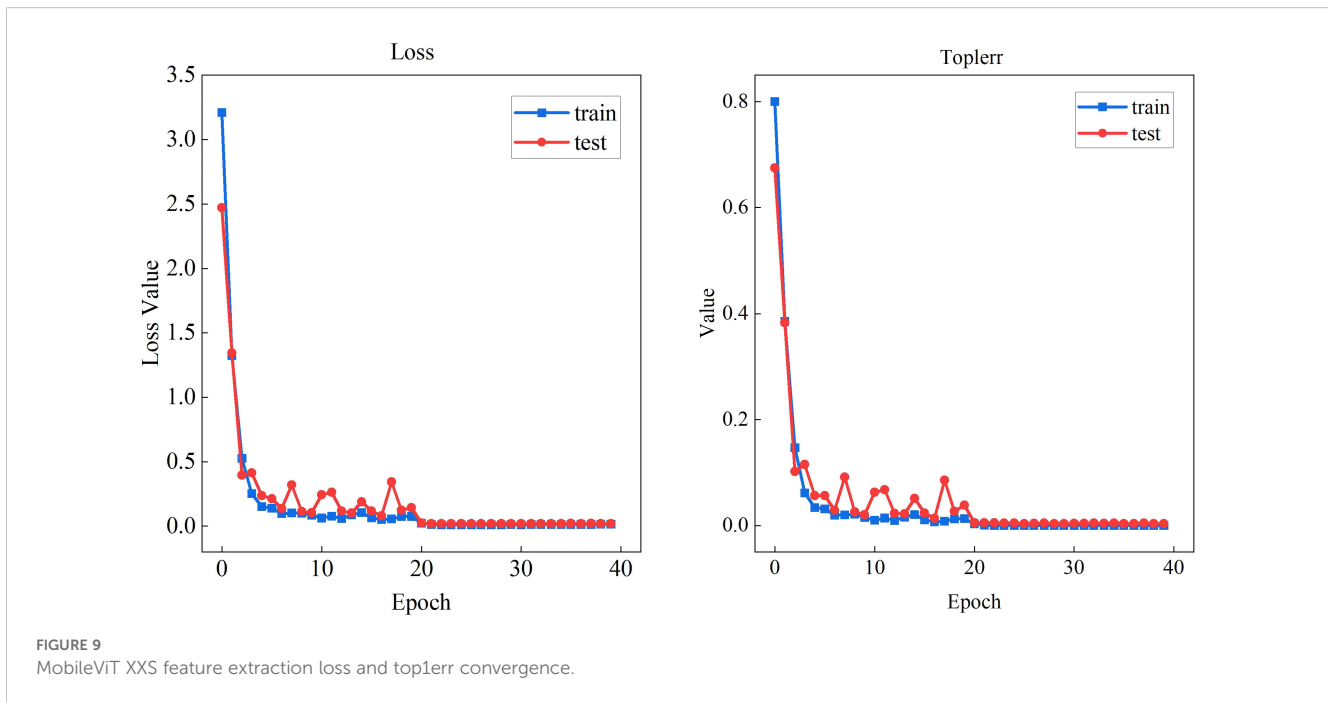 Loss
3.5
3.0
2.5
2.0
1.5
1.0
0.5
0.0
Loss Value
train
test
0 10 20 30 40
Epoch
Toplerr
0.8
0.6
0.4
0.2
0.0
Value
train
test
0 10 20 30 40
Epoch
FIGURE 9
MobileViT XXS feature extraction loss and top1err convergence.